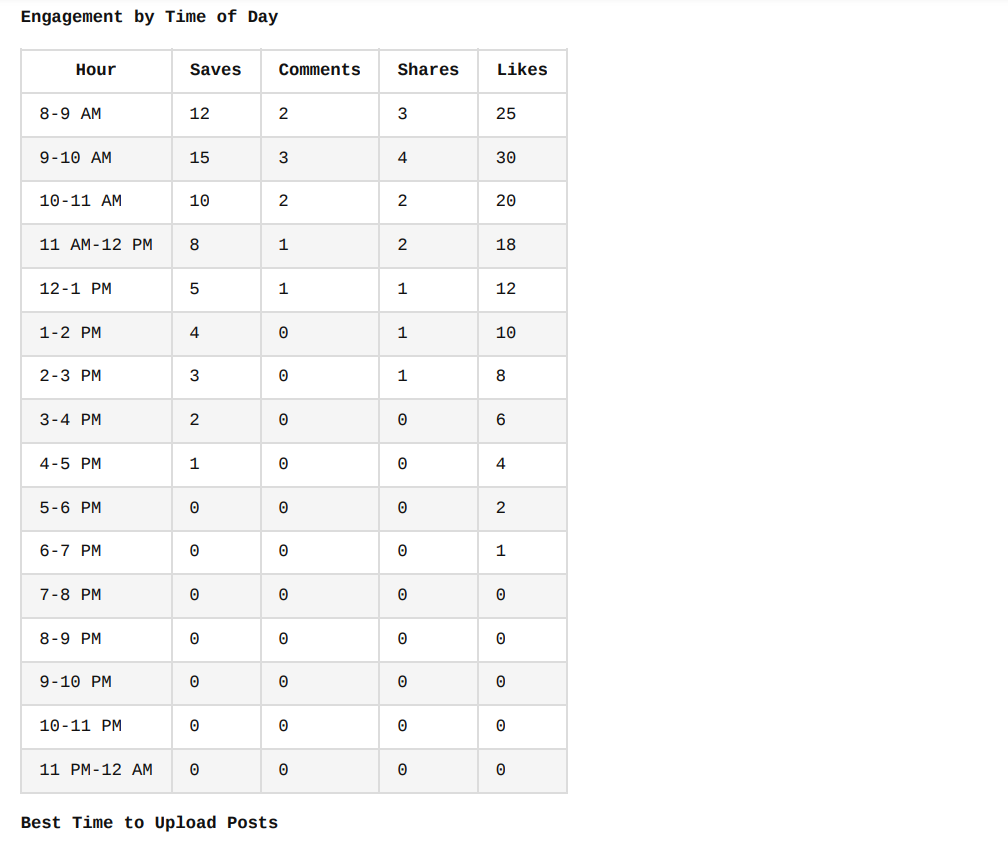 Engagement by Time of Day
Hour Saves Comments Shares Likes
8-9 AM 12 2 3 25
9-10 AM 15 3 4 30
10-11 AM 10 2 2 20
11 AM-12 PM 8 1 2 18
12-1 PM 5 1 1 12
1-2 PM 4 0 1 10
2-3 PM 3 0 1 8
3-4 PM 2 0 0 6
4-5 PM 1 0 0 4
5-6 PM 0 0 0 2
6-7 PM 0 0 0 1
7-8 PM 0 0 0 0
8-9 PM 0 0 0 0
9-10 PM 0 0 0 0
10-11 PM 0 0 0 0
11 PM-12 AM 0 0 0 0
Best Time to Upload Posts